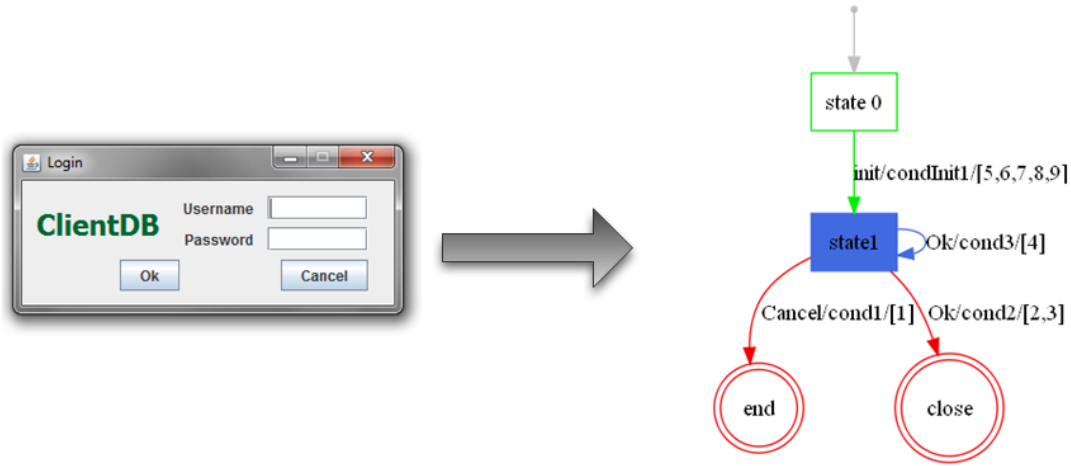 Login
ClientDB
Username
Password
Ok
Cancel
state 0
init/condInit1/[5,6,7,8,9]
state1
Ok/cond3/[4]
Cancel/cond1/[1]
Ok/cond2/[2,3]
end
close